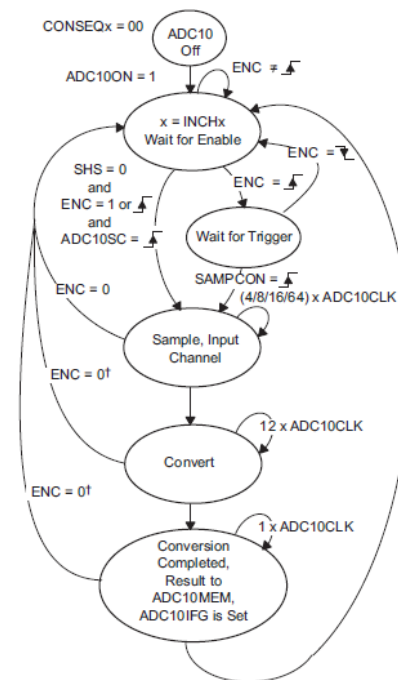 CONSEQx = 00
ADC10
Off
ADC10ON = 1
ENC ≠
x = INCHx
Wait for Enable
SHS = 0
and
ENC = 1 or
and
ADC10SC =
ENC =
ENC =
Wait for Trigger
SAMPCON =
(4/8/16/64) x ADC10CLK
ENC = 0
Sample, Input
Channel
ENC = 0†
12 x ADC10CLK
Convert
ENC = 0†
1 x ADC10CLK
Conversion
Completed,
Result to
ADC10MEM,
ADC10IFG is Set